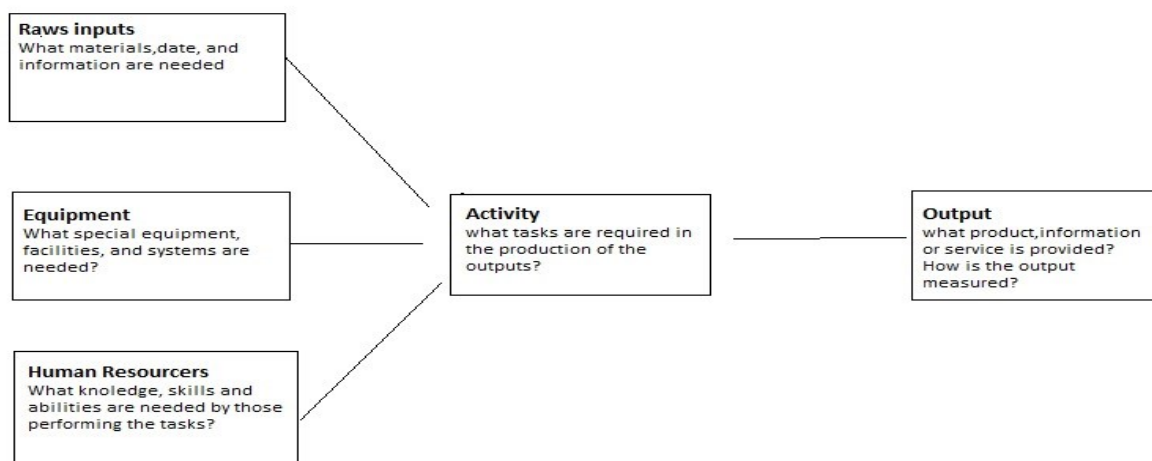 Raws inputs
What materials,date, and
information are needed
Equipment
What special equipment,
facilities, and systems are
needed?
Human Resourcers
What knoledge, skills and
abilities are needed by those
performing the tasks?
Activity
what tasks are required in
the production of the
outputs?
Output
what product,information
or service is provided?
How is the output
measured?